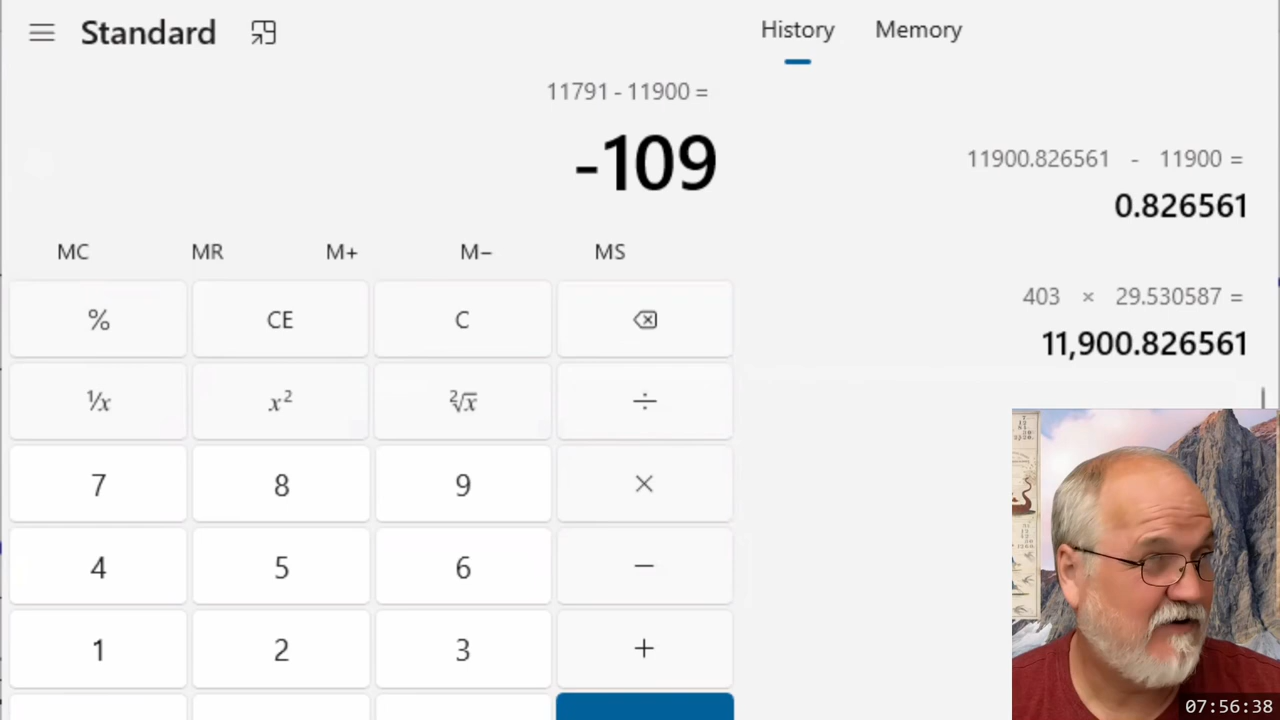 Standard
History Memory
11791 - 11900 =
-109
11900.826561 - 11900 =
0.826561
403 × 29.530587 =
11,900.826561
MC MR M+ M− MS
% CE C
⅟x x² ²√x ÷
7 8 9 ×
4 5 6 −
1 2 3 +
07:56:38